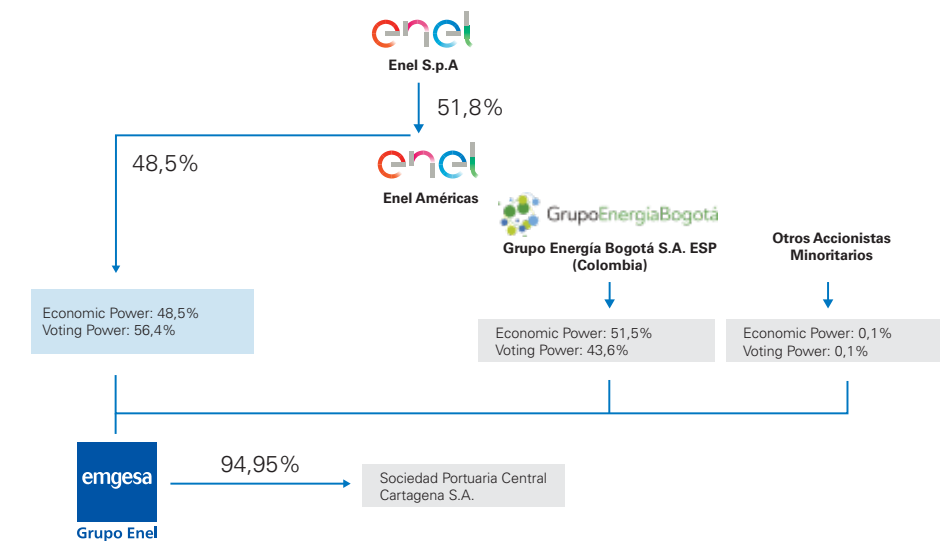 enel
Enel S.p.A
51,8%
48,5%
enel
Enel Américas
GrupoEnergíaBogotá
Grupo Energía Bogotá S.A. ESP
(Colombia)
Otros Accionistas
Minoritarios
Economic Power: 48,5%
Voting Power: 56,4%
Economic Power: 51,5%
Voting Power: 43,6%
Economic Power: 0,1%
Voting Power: 0,1%
emgesa
Grupo Enel
94,95%
Sociedad Portuaria Central
Cartagena S.A.